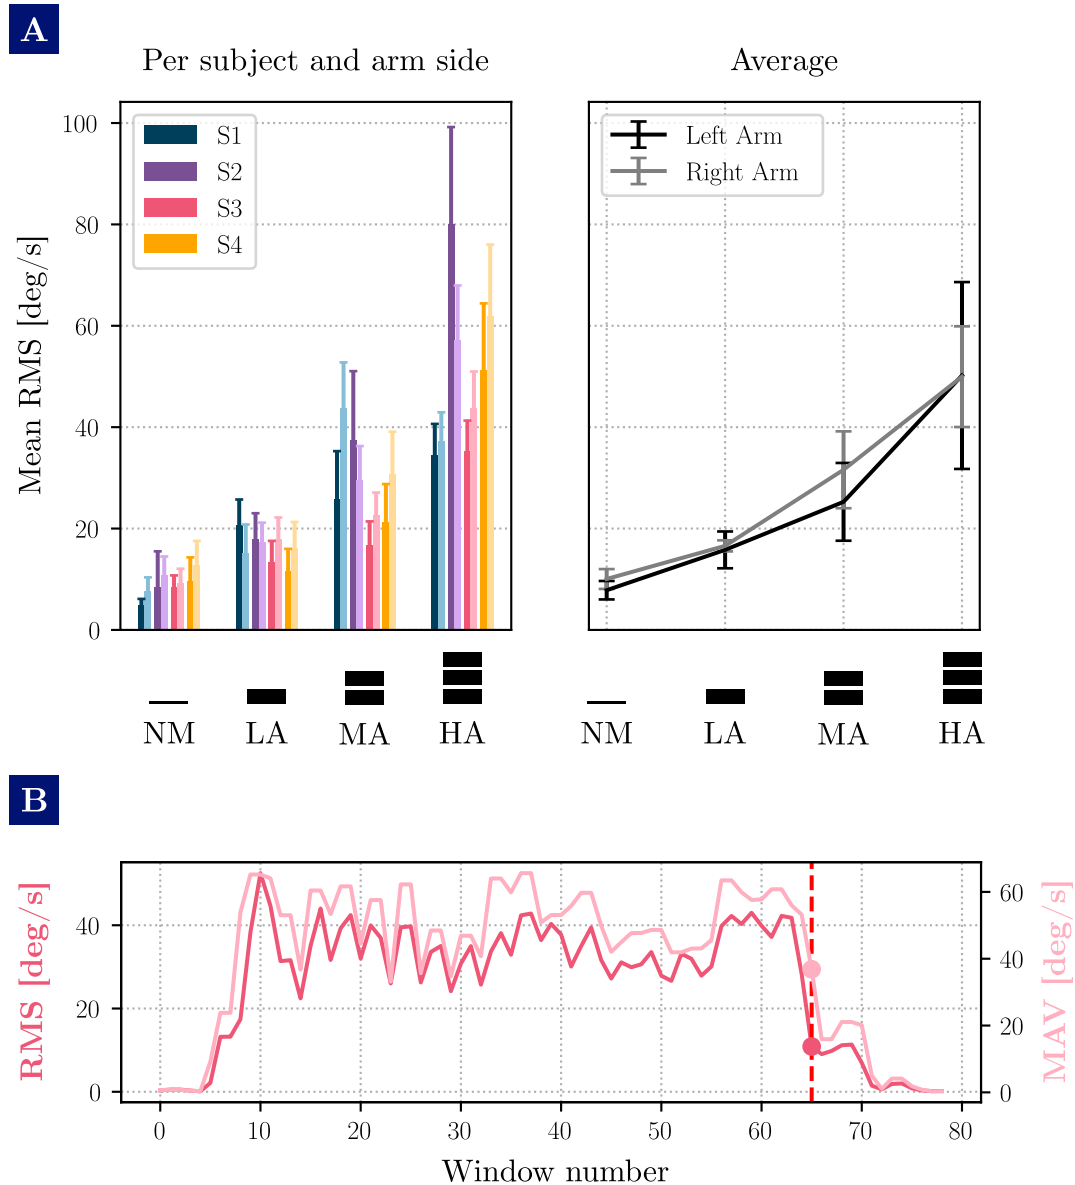 A
Per subject and arm side
Average
Mean RMS [deg/s]
100
80
60
40
20
0
S1
S2
S3
S4
Left Arm
Right Arm
NM LA MA HA
NM LA MA HA
B
RMS [deg/s]
40
20
0
MAV [deg/s]
60
40
20
0
0 10 20 30 40 50 60 70 80
Window number